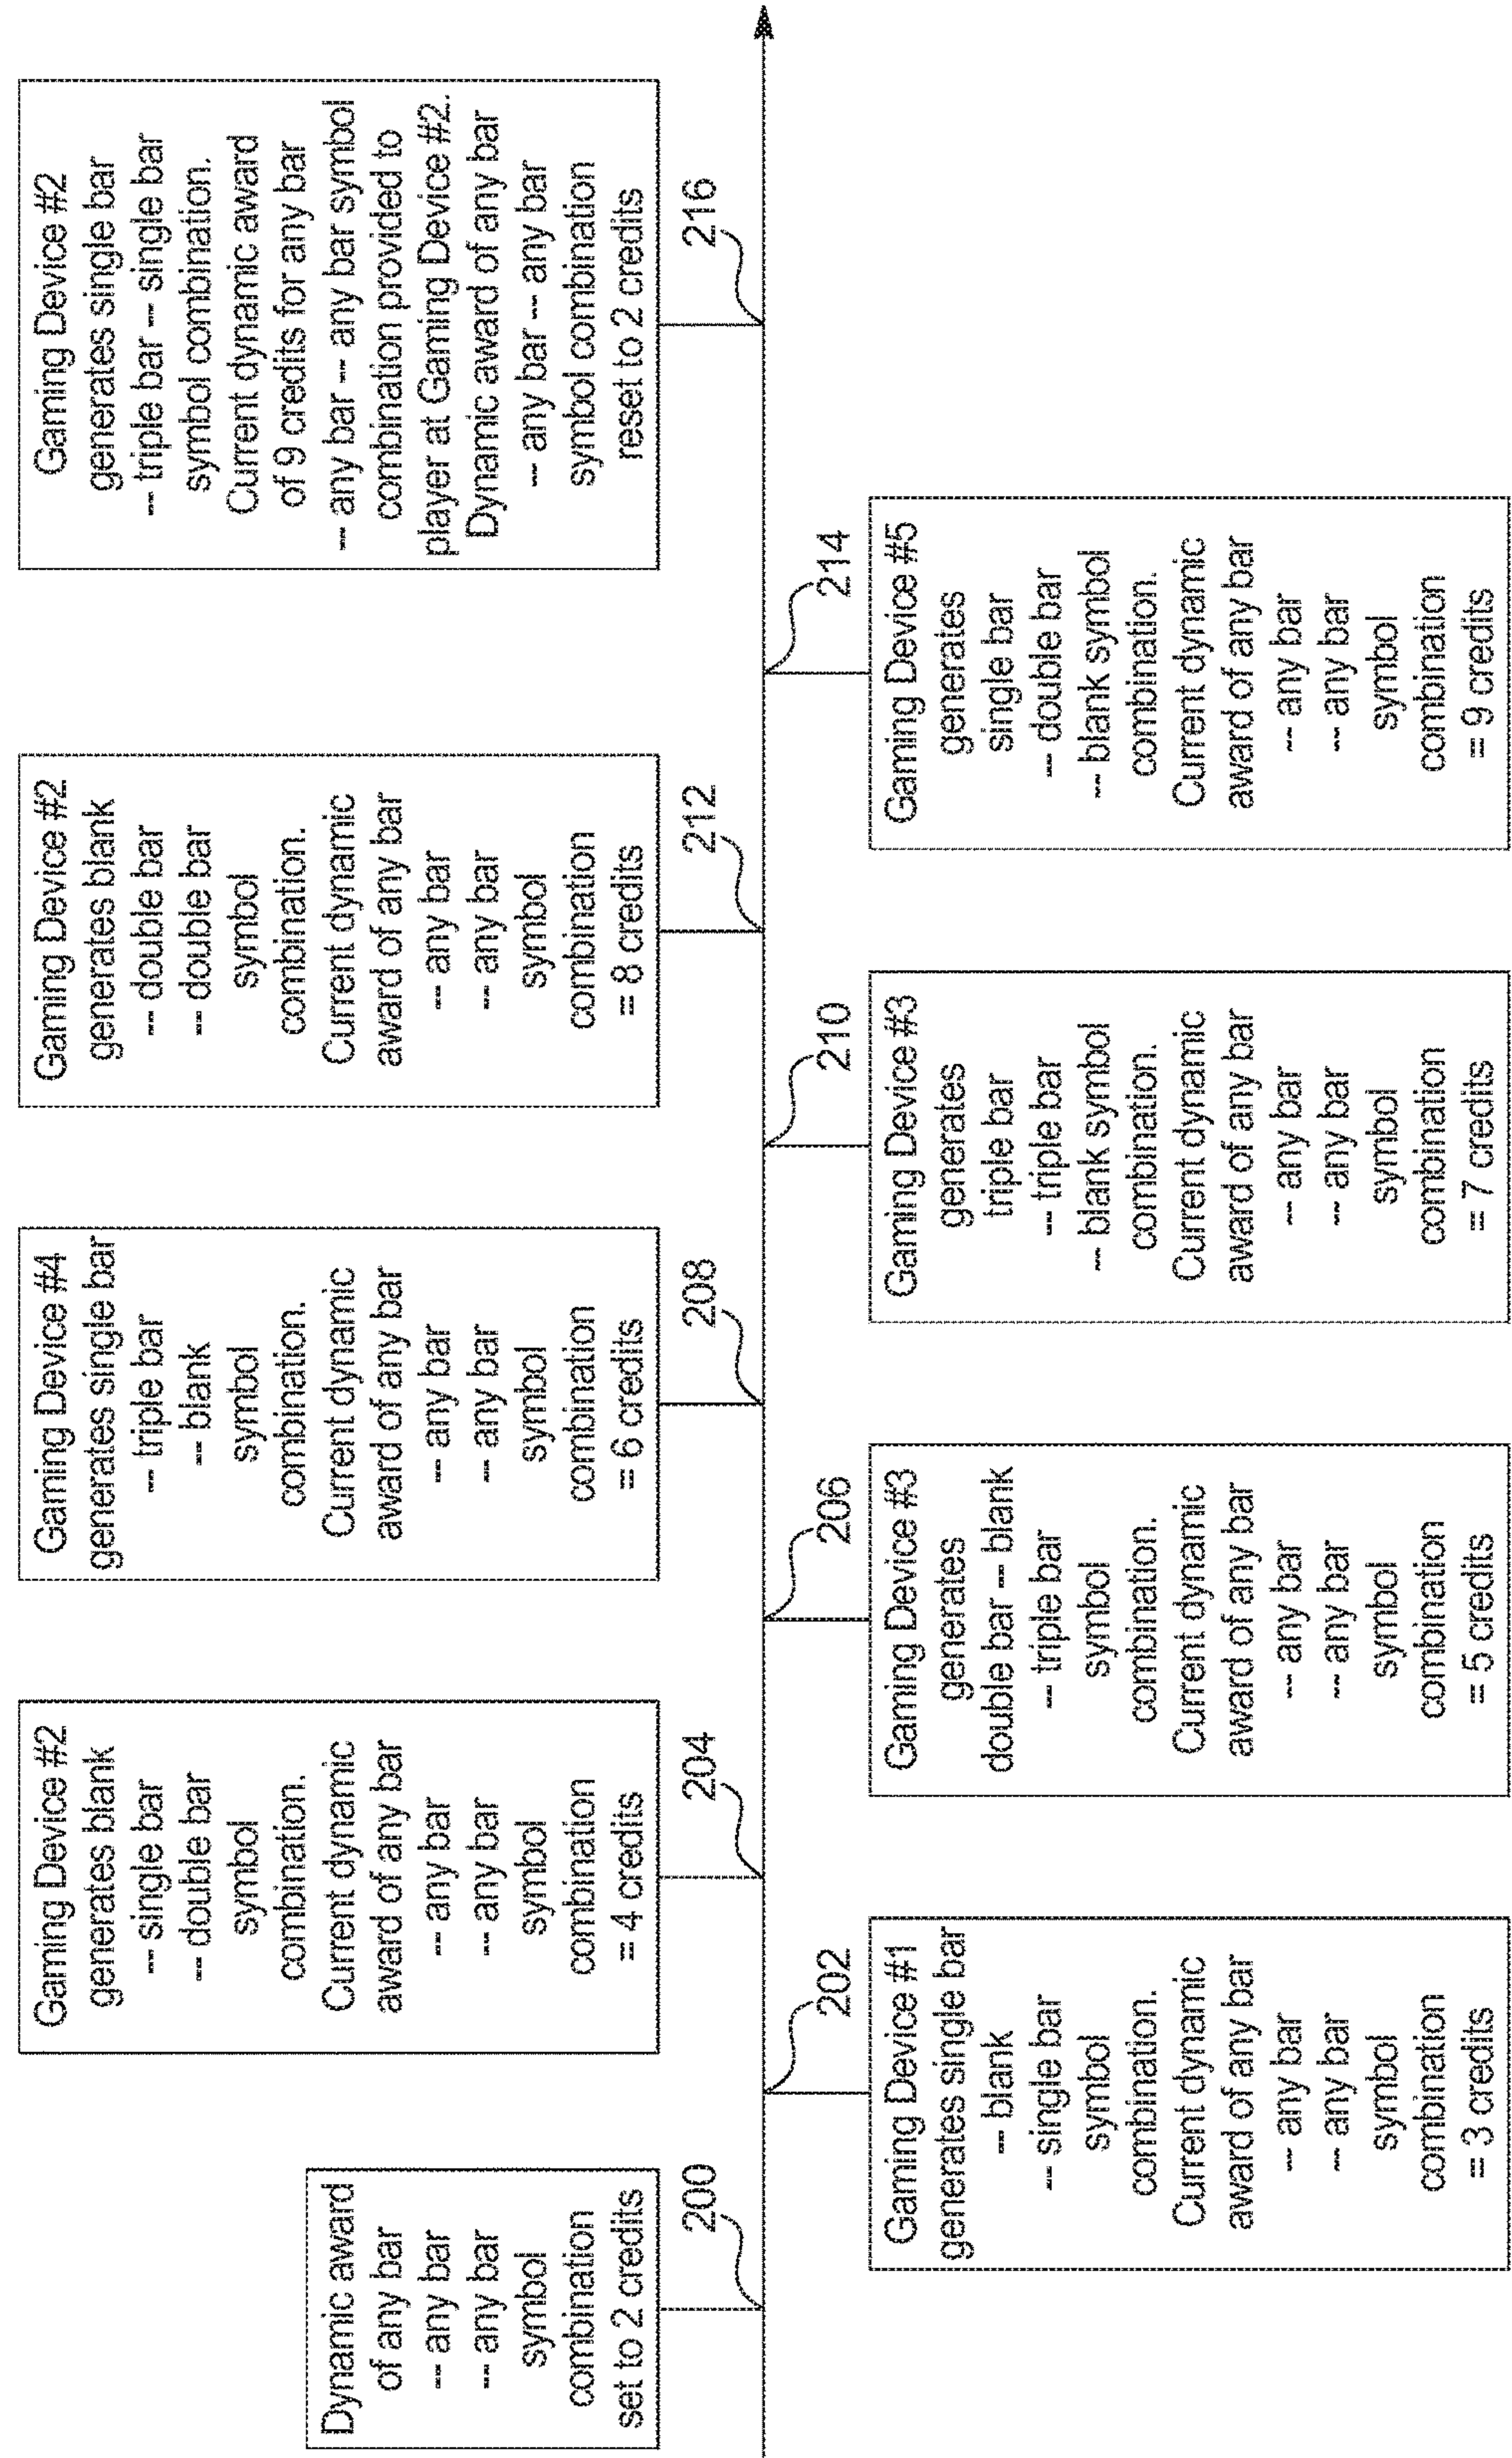 Dynamic award
of any bar
-- any bar
-- any bar
symbol
combination
set to 2 credits
200
Gaming Device #1
generates single bar
-- blank
-- single bar
symbol
combination.
Current dynamic
award of any bar
-- any bar
-- any bar
symbol
combination
= 3 credits
202
Gaming Device #2
generates blank
-- single bar
-- double bar
symbol
combination.
Current dynamic
award of any bar
-- any bar
-- any bar
symbol
combination
= 4 credits
204
Gaming Device #3
generates
double bar -- blank
-- triple bar
symbol
combination.
Current dynamic
award of any bar
-- any bar
-- any bar
symbol
combination
= 5 credits
206
Gaming Device #4
generates single bar
-- triple bar
-- blank
symbol
combination.
Current dynamic
award of any bar
-- any bar
-- any bar
symbol
combination
= 6 credits
208
Gaming Device #3
generates
triple bar
-- triple bar
-- blank symbol
combination.
Current dynamic
award of any bar
-- any bar
-- any bar
symbol
combination
= 7 credits
210
Gaming Device #2
generates blank
-- double bar
-- double bar
symbol
combination.
Current dynamic
award of any bar
-- any bar
-- any bar
symbol
combination
= 8 credits
212
Gaming Device #5
generates
single bar
-- double bar
-- blank symbol
combination.
Current dynamic
award of any bar
-- any bar
-- any bar
symbol
combination
= 9 credits
214
Gaming Device #2
generates single bar
-- triple bar -- single bar
symbol combination.
Current dynamic award
of 9 credits for any bar
-- any bar -- any bar symbol
combination provided to
player at Gaming Device #2.
Dynamic award of any bar
-- any bar -- any bar
symbol combination
reset to 2 credits
216